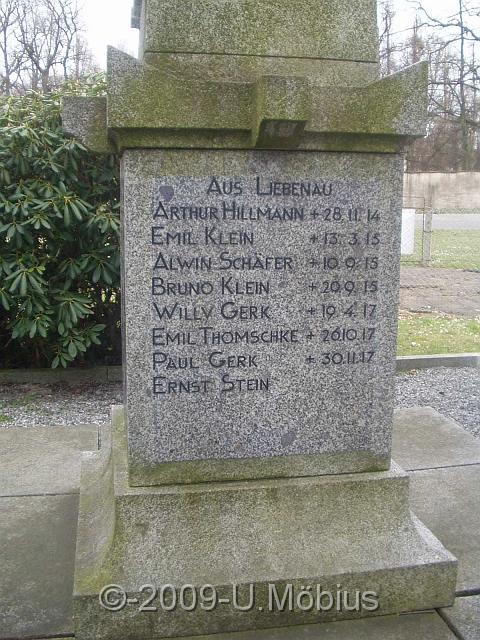 Aus Liebenau
Arthur Hillmann + 28.11.14
Emil Klein + 13.3.15
Alwin Schäfer + 10.9.15
Bruno Klein + 20.9.15
Willy Gerk + 19.4.17
Emil Thomschke + 26.10.17
Paul Gerk + 30.11.17
Ernst Stein
©-2009-U.Möbius